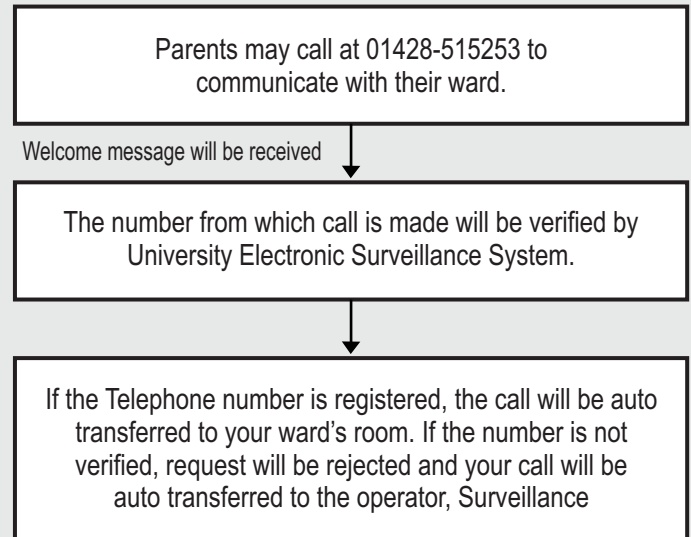 Parents may call at 01428-515253 to
communicate with their ward.
Welcome message will be received
The number from which call is made will be verified by
University Electronic Surveillance System.
If the Telephone number is registered, the call will be auto
transferred to your ward's room. If the number is not
verified, request will be rejected and your call will be
auto transferred to the operator, Surveillance